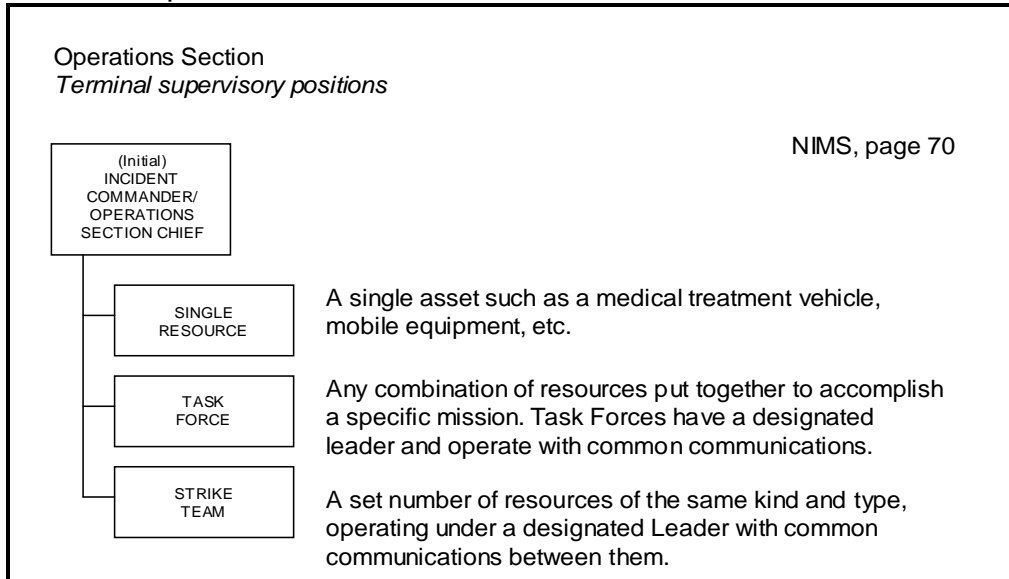 Operations Section
Terminal supervisory positions
NIMS, page 70
(Initial)
INCIDENT
COMMANDER/
OPERATIONS
SECTION CHIEF
SINGLE
RESOURCE
A single asset such as a medical treatment vehicle,
mobile equipment, etc.
TASK
FORCE
Any combination of resources put together to accomplish
a specific mission. Task Forces have a designated
leader and operate with common communications.
STRIKE
TEAM
A set number of resources of the same kind and type,
operating under a designated Leader with common
communications between them.